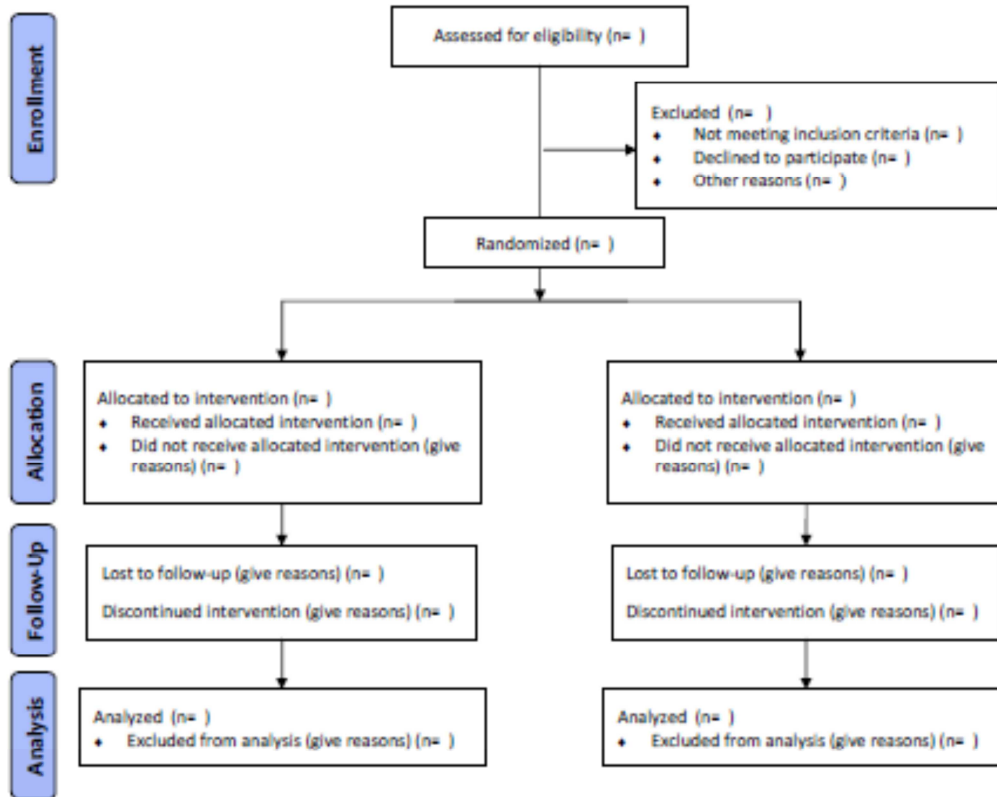 Enrollment
Assessed for eligibility (n=  )
Excluded  (n=  )
♦ Not meeting inclusion criteria (n=  )
♦ Declined to participate (n=  )
♦ Other reasons (n=  )
Randomized (n=  )
Allocation
Allocated to intervention (n=  )
♦ Received allocated intervention (n=  )
♦ Did not receive allocated intervention (give
reasons) (n=  )
Allocated to intervention (n=  )
♦ Received allocated intervention (n=  )
♦ Did not receive allocated intervention (give
reasons) (n=  )
Follow-Up
Lost to follow-up (give reasons) (n=  )
Discontinued intervention (give reasons) (n=  )
Lost to follow-up (give reasons) (n=  )
Discontinued intervention (give reasons) (n=  )
Analysis
Analyzed  (n=  )
♦ Excluded from analysis (give reasons) (n=  )
Analyzed  (n=  )
♦ Excluded from analysis (give reasons) (n=  )